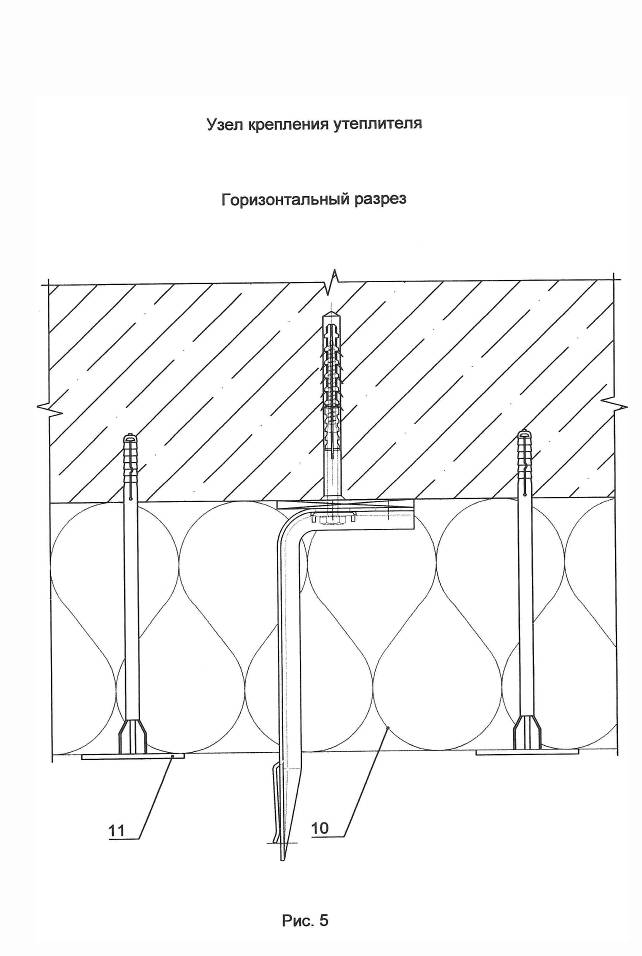 Узел крепления утеплителя
Горизонтальный разрез
11
10
Рис. 5